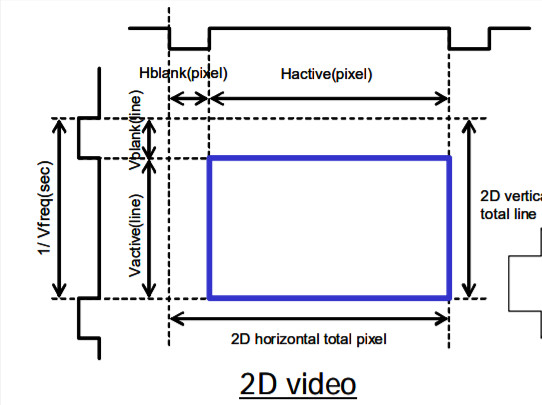 Hblank(pixel)
Hactive(pixel)
Vblank(line)
1/ Vfreq(sec)
Vactive(line)
2D
total line
2D horizontal total pixel
2D video